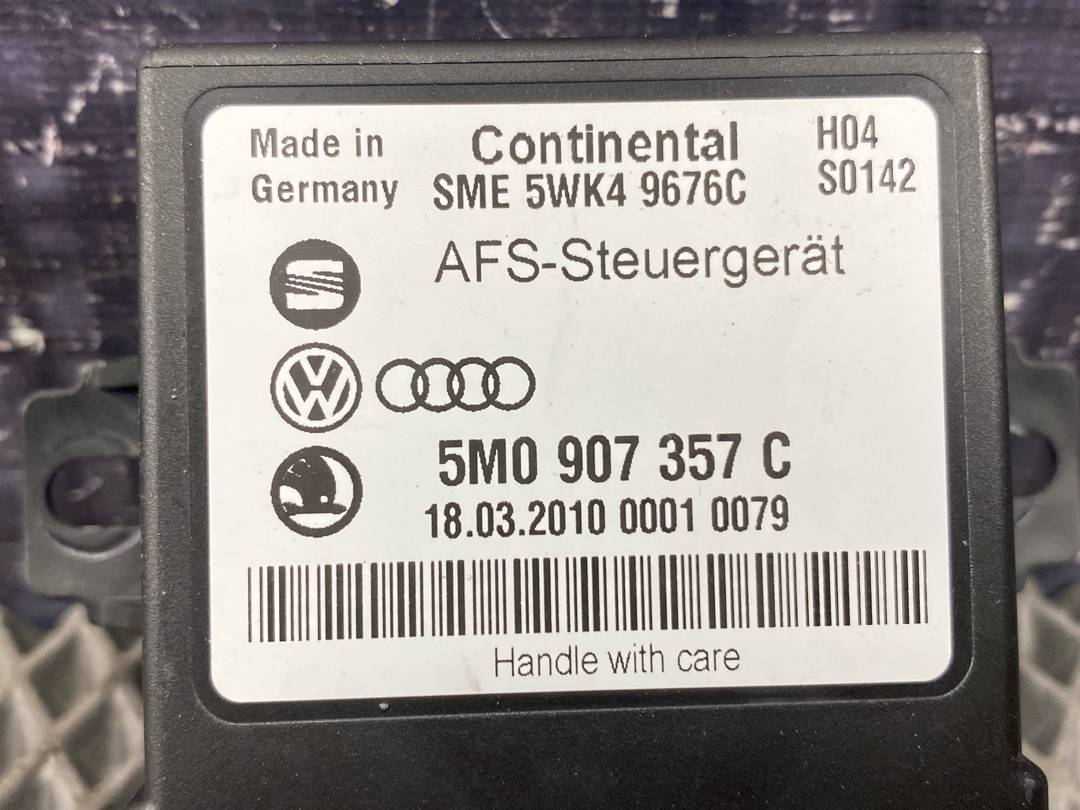 Made in Continental H04
Germany SME 5WK4 9676C S0142
AFS-Steuergerät
5M0 907 357 C
18.03.2010 0001 0079
Handle with care